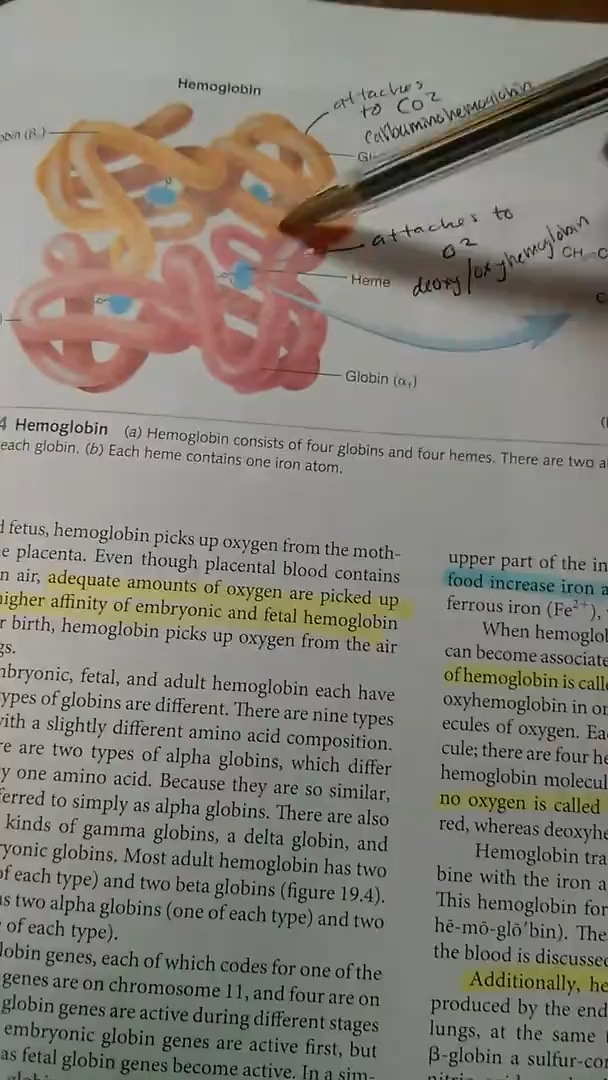 Hemoglobin
attaches
to CO2
Carbuminohemoglobin
obin (β
Gl
attaches to
O2
deoxy/oxyhemoglobin
CH
C
Heme
Globin (α₁)
4 Hemoglobin (a) Hemoglobin consists of four globins and four hemes. There are two a
each globin. (b) Each heme contains one iron atom.
d fetus, hemoglobin picks up oxygen from the moth-
e placenta. Even though placental blood contains
n air, adequate amounts of oxygen are picked up
higher affinity of embryonic and fetal hemoglobin
r birth, hemoglobin picks up oxygen from the air
gs.
mbryonic, fetal, and adult hemoglobin each have
ypes of globins are different. There are nine types
with a slightly different amino acid composition.
re are two types of alpha globins, which differ
y one amino acid. Because they are so similar,
ferred to simply as alpha globins. There are also
kinds of gamma globins, a delta globin, and
ryonic globins. Most adult hemoglobin has two
of each type) and two beta globins (figure 19.4).
as two alpha globins (one of each type) and two
of each type).
lobin genes, each of which codes for one of the
genes are on chromosome 11, and four are on
globin genes are active during different stages
embryonic globin genes are active first, but
as fetal globin genes become active. In a sim-
upper part of the in
food increase iron a
ferrous iron (Fe²⁺),
When hemoglo
can become associate
of hemoglobin is calle
oxyhemoglobin in or
ecules of oxygen. Ea
cule; there are four he
hemoglobin molecul
no oxygen is called
red, whereas deoxyhe
Hemoglobin tra
bine with the iron a
This hemoglobin for
hē-mō-glō′bin). The
the blood is discussed
Additionally, he
produced by the end
lungs, at the same
β-globin a sulfur-co